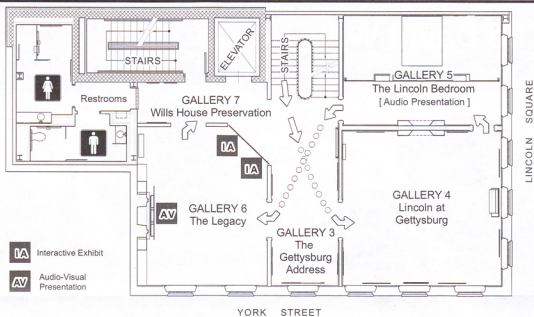 STAIRS
ELEVATOR
STAIRS
GALLERY 5
The Lincoln Bedroom
[ Audio Presentation ]
Restrooms
GALLERY 7
Wills House Preservation
LINCOLN SQUARE
IA
IA
AV
GALLERY 6
The Legacy
GALLERY 4
Lincoln at
Gettysburg
GALLERY 3
The
Gettysburg
Address
IA Interactive Exhibit
AV Audio-Visual
Presentation
YORK STREET